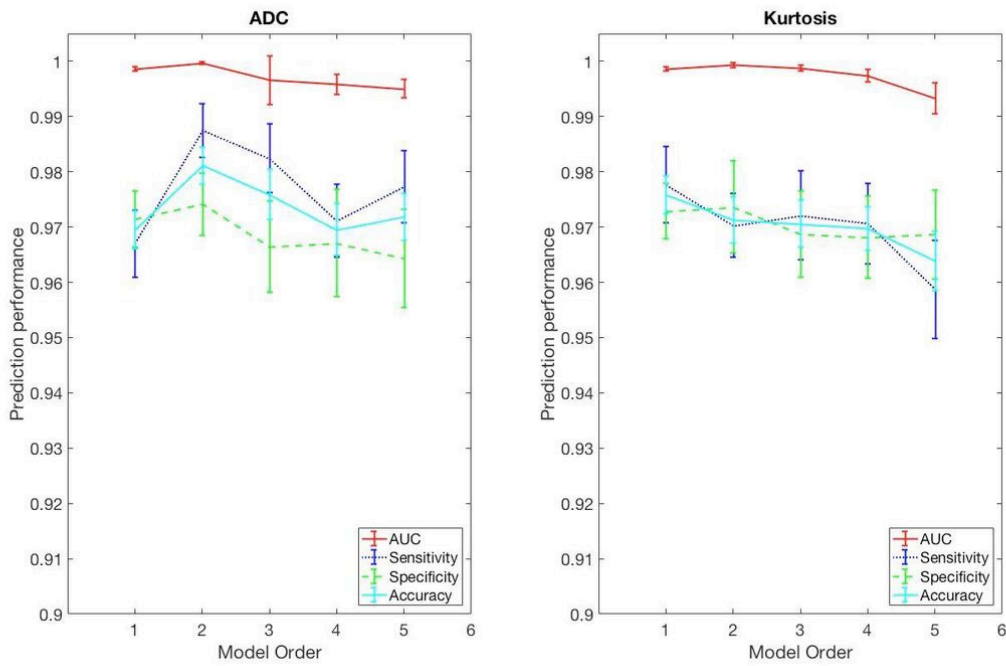 ADC
Prediction performance
1
0.99
0.98
0.97
0.96
0.95
0.94
0.93
0.92
0.91
0.9
1 2 3 4 5 6
Model Order
AUC
Sensitivity
Specificity
Accuracy
Kurtosis
Prediction performance
1
0.99
0.98
0.97
0.96
0.95
0.94
0.93
0.92
0.91
0.9
1 2 3 4 5 6
Model Order
AUC
Sensitivity
Specificity
Accuracy